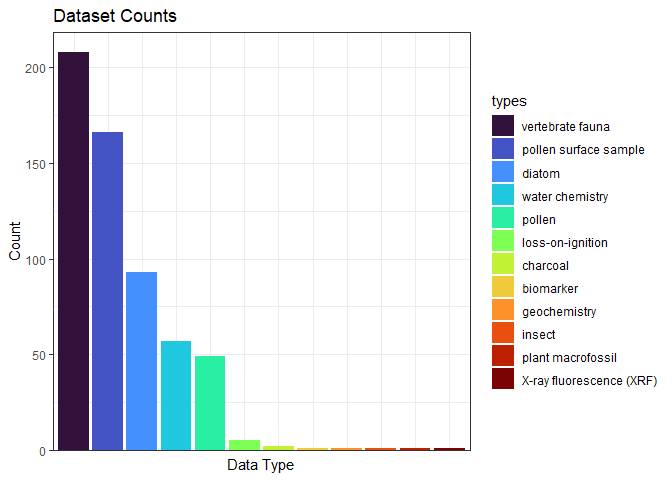 Dataset Counts
200
150
100
50
0
Count
Data Type
types
vertebrate fauna
pollen surface sample
diatom
water chemistry
pollen
loss-on-ignition
charcoal
biomarker
geochemistry
insect
plant macrofossil
X-ray fluorescence (XRF)